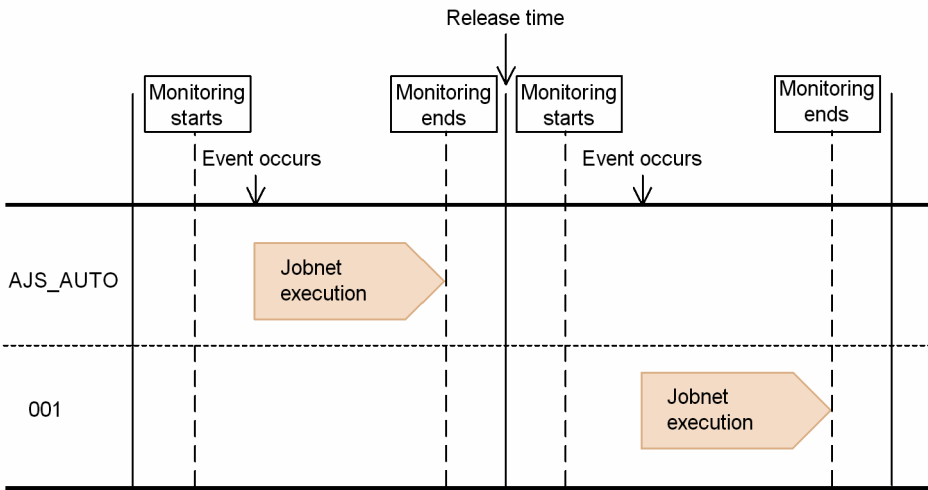 Release time
Monitoring
starts
Monitoring
ends
Monitoring
starts
Monitoring
ends
Event occurs
Event occurs
AJS_AUTO
Jobnet
execution
001
Jobnet
execution